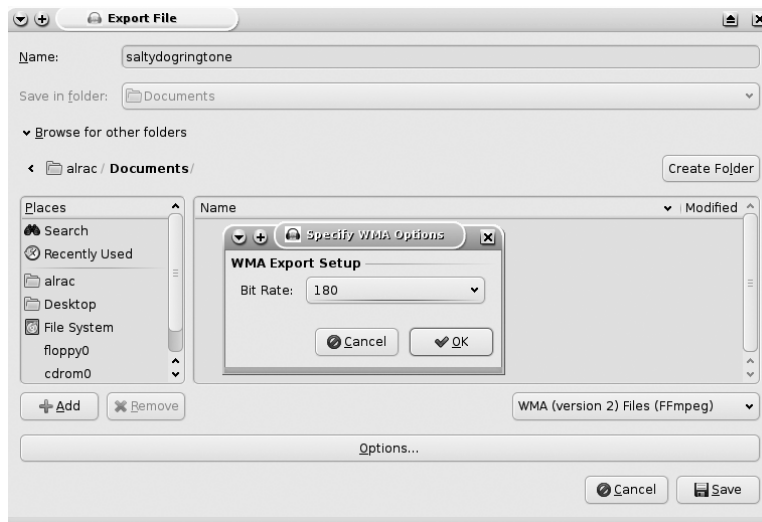 Export File
Name: saltydogringtone
Save in folder: Documents
Browse for other folders
alrac / Documents /
Create Folder
Places
Search
Recently Used
alrac
Desktop
File System
floppy0
cdrom0
Name Modified
Specify WMA Options
WMA Export Setup
Bit Rate: 180
Cancel OK
Add Remove
WMA (version 2) Files (FFmpeg)
Options...
Cancel Save